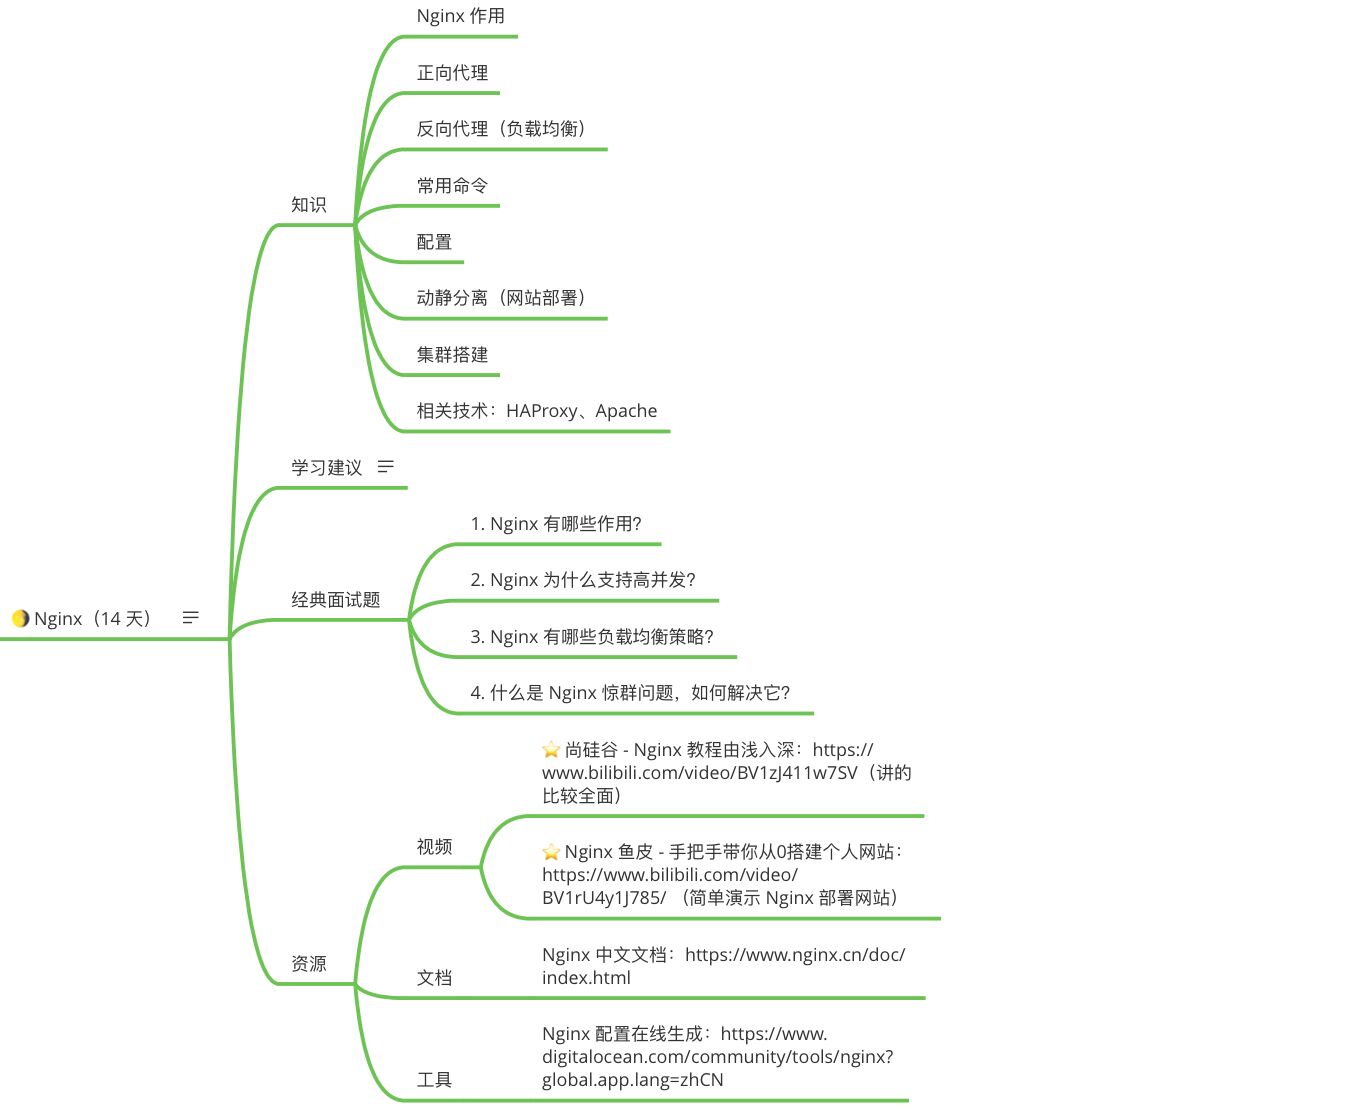 Nginx 作用
正向代理
反向代理（负载均衡）
常用命令
知识
配置
动静分离（网站部署）
集群搭建
相关技术：HAProxy、Apache
学习建议
1. Nginx 有哪些作用？
2. Nginx 为什么支持高并发？
经典面试题
Nginx（14 天）
3. Nginx 有哪些负载均衡策略？
4. 什么是 Nginx 惊群问题，如何解决它？
⭐ 尚硅谷 - Nginx 教程由浅入深：https://
www.bilibili.com/video/BV1zJ411w7SV（讲的
比较全面）
视频
⭐ Nginx 鱼皮 - 手把手带你从0搭建个人网站：
https://www.bilibili.com/video/
BV1rU4y1J785/ （简单演示 Nginx 部署网站）
资源
文档
Nginx 中文文档：https://www.nginx.cn/doc/
index.html
工具
Nginx 配置在线生成：https://www.
digitalocean.com/community/tools/nginx?
global.app.lang=zhCN